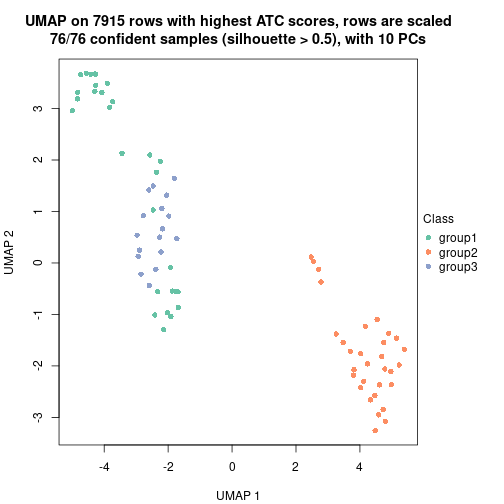 UMAP on 7915 rows with highest ATC scores, rows are scaled
76/76 confident samples (silhouette > 0.5), with 10 PCs
UMAP 2
3
2
1
0
-1
-2
-3
-4
-2
0
2
4
UMAP 1
Class
group1
group2
group3